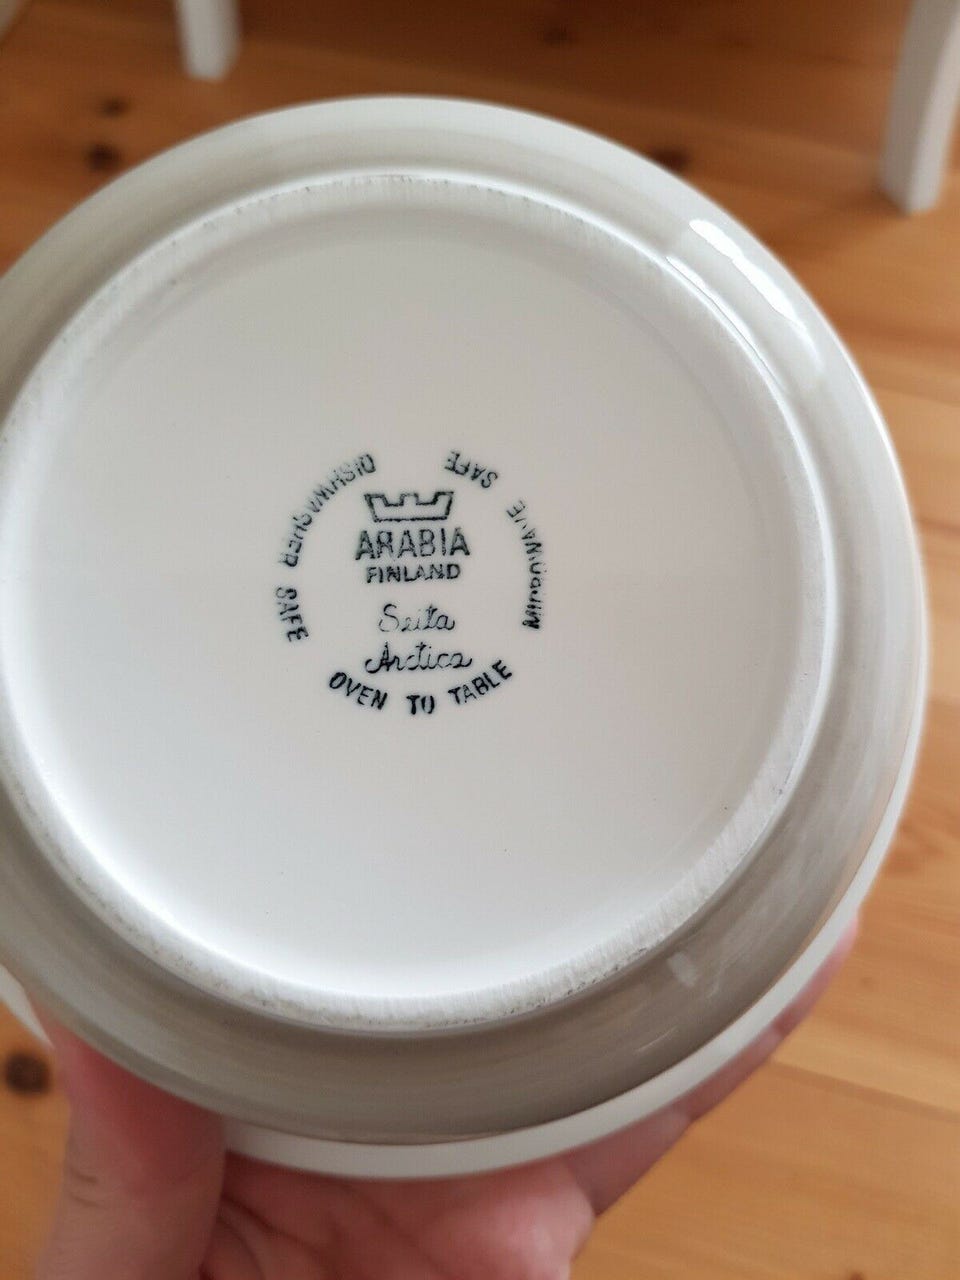 ARABIA
FINLAND
Seita
Arctica
OVEN TO TABLE
DISHWASHER SAFE
MICROWAVE SAFE